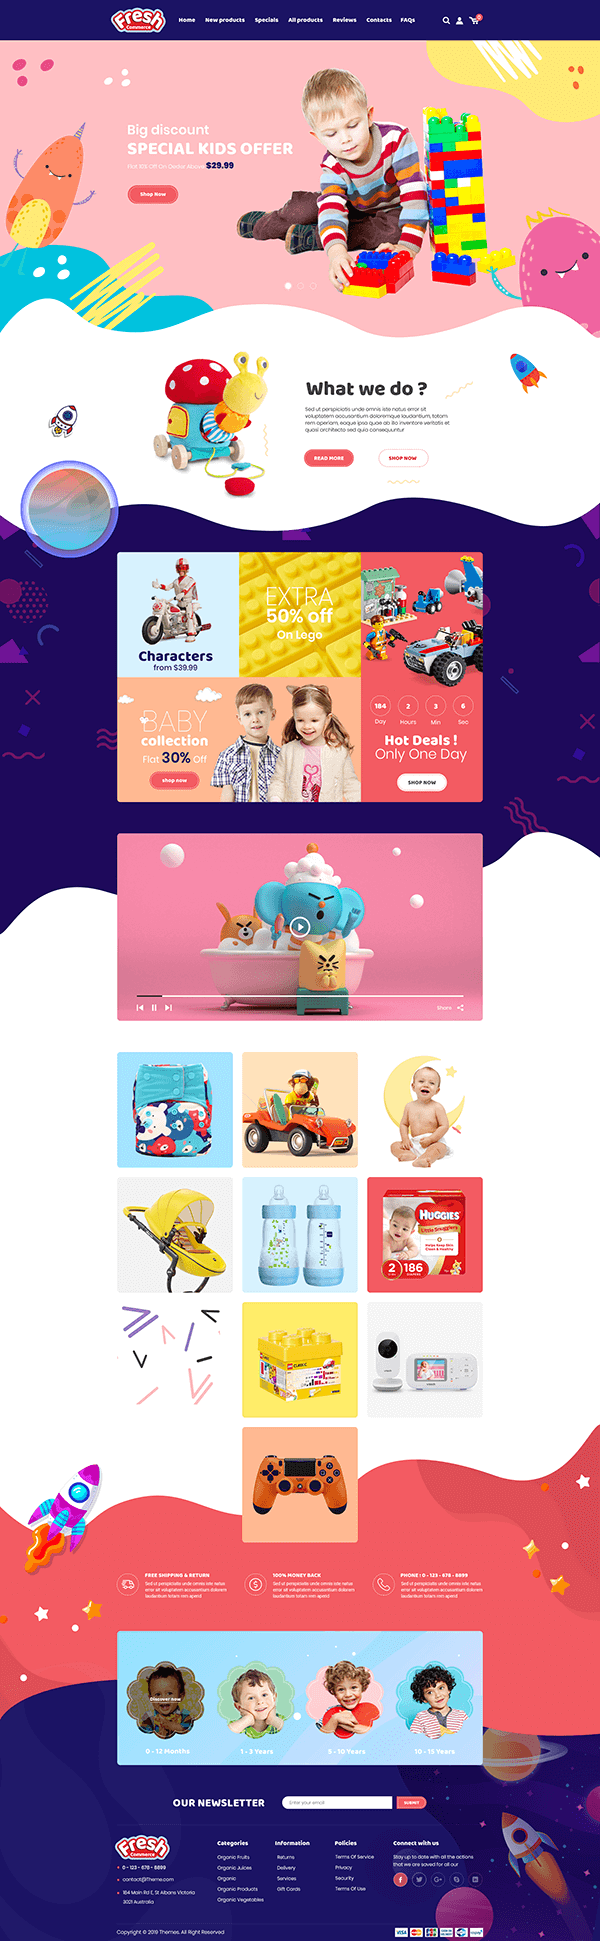 Fresh
Commerce
Home New products Specials All products Reviews Contacts FAQs
Big discount
SPECIAL KIDS OFFER
$29.99
Shop Now
What we do ?
Sed ut perspiciatis unde omnis iste natus error sit
voluptatem accusantium doloremque laudantium, totam
rem aperiam, eaque ipsa quae ab illo inventore veritatis et
quasi architecto sed quia consequuntur
READ MORE SHOP NOW
Characters
from $39.99
EXTRA
50% off
On Lego
BABY
collection
Flat 30% Off
shop now
184 2 3 6
Day Hours Min Sec
Hot Deals !
Only One Day
SHOP NOW
Share
HUGGIES
Little Snugglers
2 186
LEGO
CLASSIC
FREE SHIPPING & RETURN
Sed ut perspiciatis unde omnis iste natus
error sit voluptatem accusantium dolorem
laudantium totam rem aperid
100% MONEY BACK
Sed ut perspiciatis unde omnis iste natus
error sit voluptatem accusantium dolorem
laudantium totam rem aperid
PHONE : 0 - 123 - 678 - 8899
Sed ut perspiciatis unde omnis iste natus
error sit voluptatem accusantium dolorem
laudantium totam rem aperid
Discover now
0 - 12 Months 1 - 3 Years 5 - 10 Years 10 - 15 Years
OUR NEWSLETTER
Enter your email
SUBMIT
Fresh
Commerce
0 - 123 - 678 - 8899
contact@Theme.com
184 Main Rd E, St Albans Victoria
3021 Australia
Categories
Organic Fruits
Organic Juices
Organic
Organic Products
Organic Vegetables
Information
Returns
Delivery
Services
Gift Cards
Policies
Terms Of Service
Privacy
Security
Terms Of Use
Connect with us
Stay up to date with all the actions
that we are saved for all our
Copyright © 2019 Themes. All Right Reserved
VISA